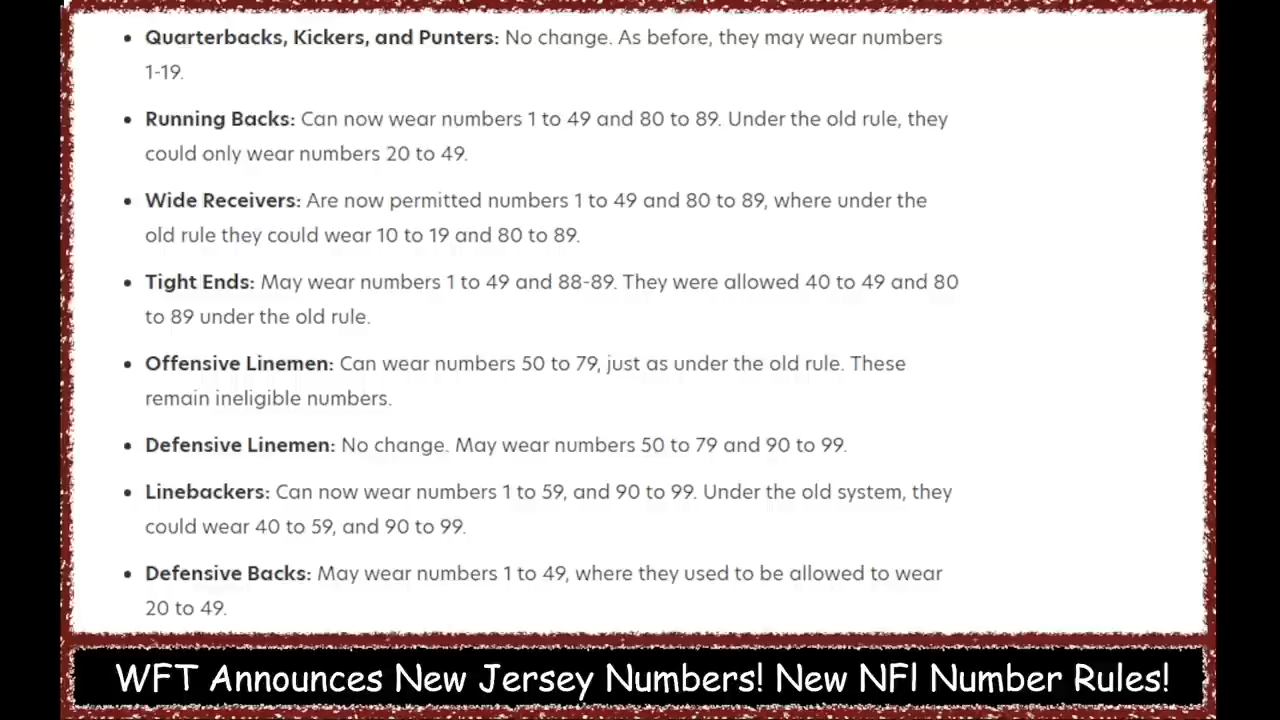 • Quarterbacks, Kickers, and Punters: No change. As before, they may wear numbers
1-19.
• Running Backs: Can now wear numbers 1 to 49 and 80 to 89. Under the old rule, they
could only wear numbers 20 to 49.
• Wide Receivers: Are now permitted numbers 1 to 49 and 80 to 89, where under the
old rule they could wear 10 to 19 and 80 to 89.
• Tight Ends: May wear numbers 1 to 49 and 88-89. They were allowed 40 to 49 and 80
to 89 under the old rule.
• Offensive Linemen: Can wear numbers 50 to 79, just as under the old rule. These
remain ineligible numbers.
• Defensive Linemen: No change. May wear numbers 50 to 79 and 90 to 99.
• Linebackers: Can now wear numbers 1 to 59, and 90 to 99. Under the old system, they
could wear 40 to 59, and 90 to 99.
• Defensive Backs: May wear numbers 1 to 49, where they used to be allowed to wear
20 to 49.
WFT Announces New Jersey Numbers! New NFl Number Rules!